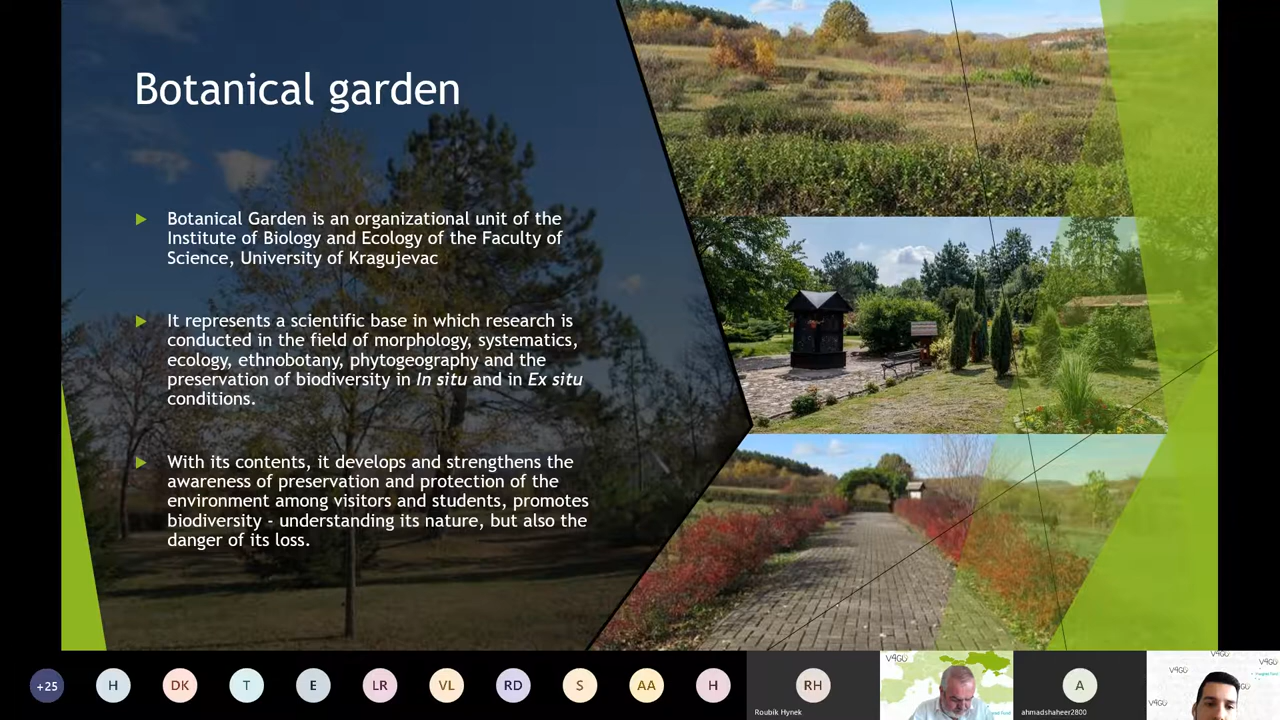 Botanical garden
Botanical Garden is an organizational unit of the
Institute of Biology and Ecology of the Faculty of
Science, University of Kragujevac
It represents a scientific base in which research is
conducted in the field of morphology, systematics,
ecology, ethnobotany, phytogeography and the
preservation of biodiversity in In situ and in Ex situ
conditions.
With its contents, it develops and strengthens the
awareness of preservation and protection of the
environment among visitors and students, promotes
biodiversity - understanding its nature, but also the
danger of its loss.
+25 H DK T E LR VL RD S AA H RH A
Roubík Hynek
ahmadshaheer2800